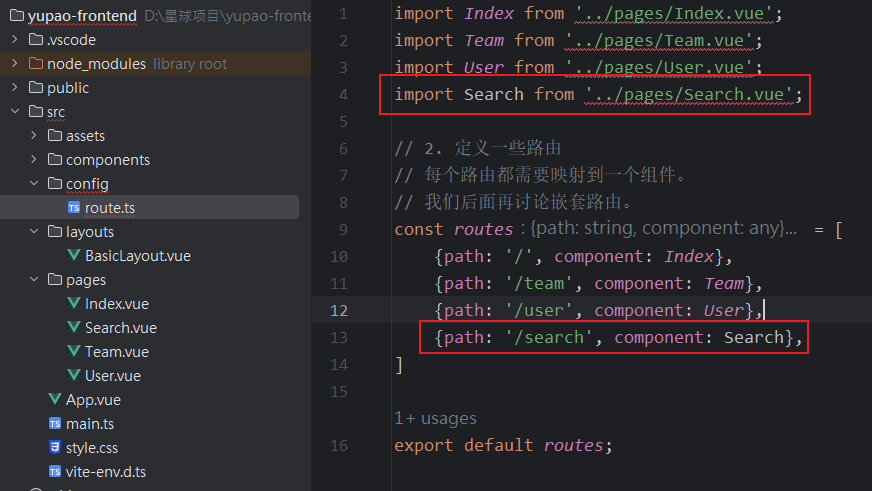 yupao-frontend D:\星球项目\yupao-fronte
.vscode
node_modules library root
public
src
assets
components
config
route.ts
layouts
BasicLayout.vue
pages
Index.vue
Search.vue
Team.vue
User.vue
App.vue
main.ts
style.css
vite-env.d.ts
1 import Index from '../pages/Index.vue';
2 import Team from '../pages/Team.vue';
3 import User from '../pages/User.vue';
4 import Search from '../pages/Search.vue';
5
6 // 2. 定义一些路由
7 // 每个路由都需要映射到一个组件。
8 // 我们后面再讨论嵌套路由。
9 const routes : {path: string, component: any}... = [
10 {path: '/', component: Index},
11 {path: '/team', component: Team},
12 {path: '/user', component: User},
13 {path: '/search', component: Search},
14 ]
15
1+ usages
16 export default routes;